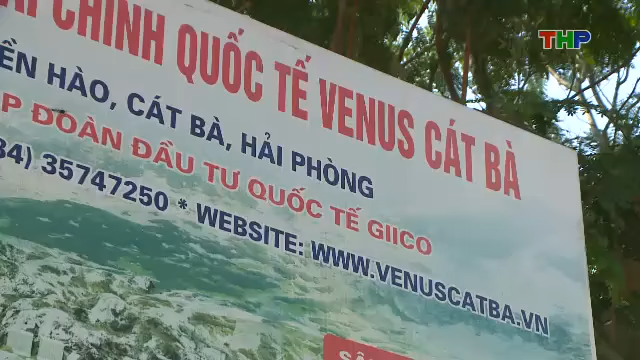 THP
CHÍNH QUỐC TẾ VENUS CÁT BÀ
HÀO, CÁT BÀ, HẢI PHÒNG
ĐOÀN ĐẦU TƯ QUỐC TẾ GIICO
35747250 * WEBSITE: WWW.VENUSCATBA.VN